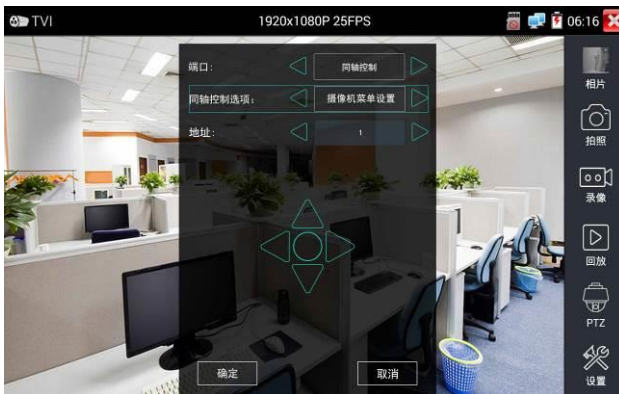 TVI
1920x1080P 25FPS
06:16
端口:
同轴控制
同轴控制选项:
摄像机菜单设置
地址:
1
确定
取消
相片
拍照
录像
回放
PTZ
设置